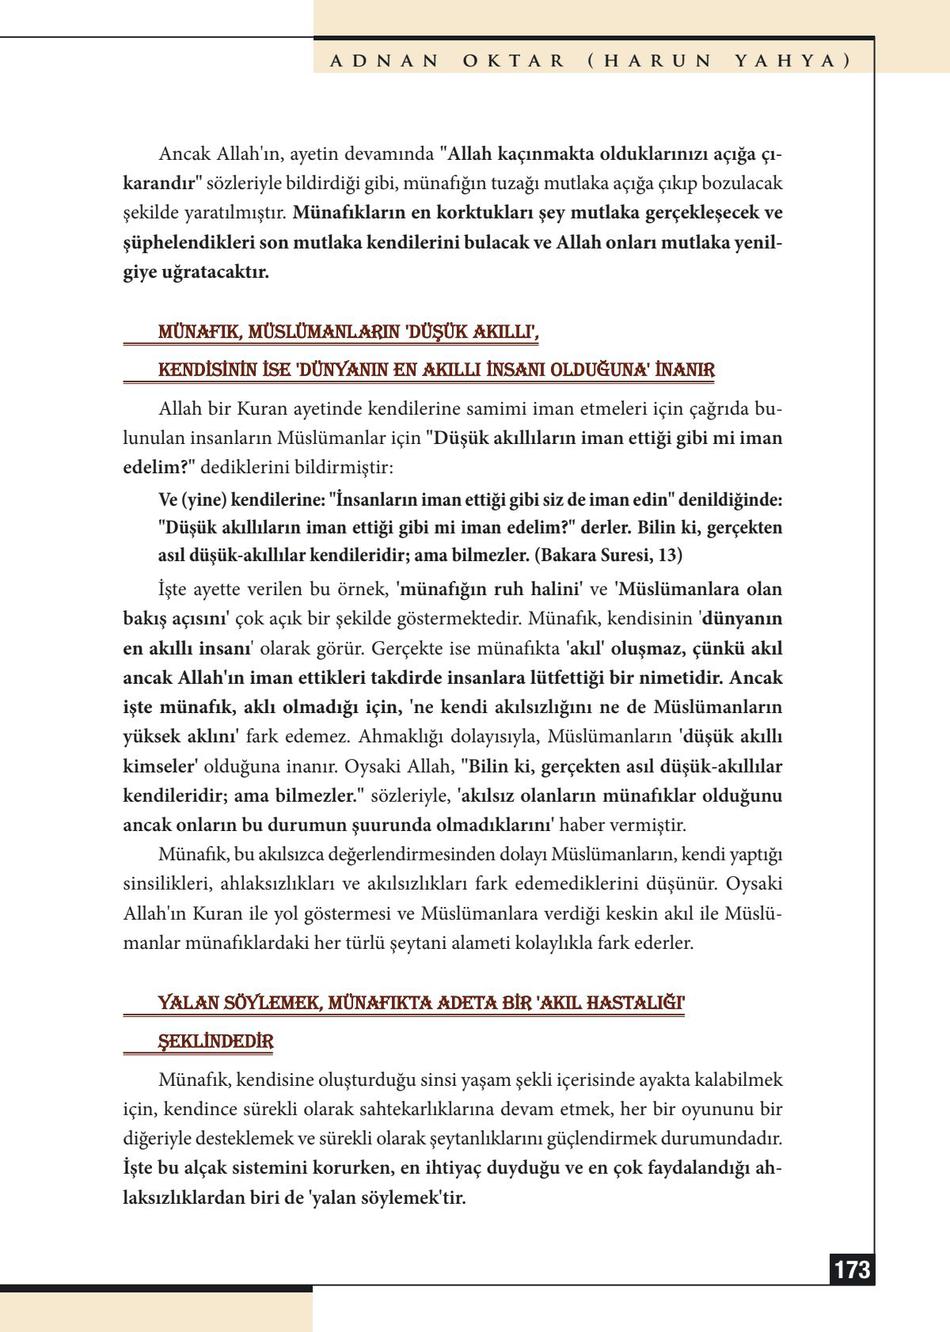 ADNAN OKTAR (HARUN YAHYA)
Ancak Allah'ın, ayetin devamında "Allah kaçınmakta olduklarınızı açığa çı-
karandır" sözleriyle bildirdiği gibi, münafığın tuzağı mutlaka açığa çıkıp bozulacak
şekilde yaratılmıştır. Münafıkların en korktukları şey mutlaka gerçekleşecek ve
şüphelendikleri son mutlaka kendilerini bulacak ve Allah onları mutlaka yenil-
giye uğratacaktır.
MÜNAFIK, MÜSLÜMANLARIN 'DÜŞÜK AKILLI',
KENDİSİNİN İSE 'DÜNYANIN EN AKILLI İNSANI OLDUĞUNA' İNANIR
Allah bir Kuran ayetinde kendilerine samimi iman etmeleri için çağrıda bu-
lunulan insanların Müslümanlar için "Düşük akıllıların iman ettiği gibi mi iman
edelim?" dediklerini bildirmiştir:
Ve (yine) kendilerine: "İnsanların iman ettiği gibi siz de iman edin" denildiğinde:
"Düşük akıllıların iman ettiği gibi mi iman edelim?" derler. Bilin ki, gerçekten
asıl düşük-akıllılar kendileridir; ama bilmezler. (Bakara Suresi, 13)
İşte ayette verilen bu örnek, 'münafığın ruh halini' ve 'Müslümanlara olan
bakış açısını' çok açık bir şekilde göstermektedir. Münafık, kendisinin 'dünyanın
en akıllı insanı' olarak görür. Gerçekte ise münafıkta 'akıl' oluşmaz, çünkü akıl
ancak Allah'ın iman ettikleri takdirde insanlara lütfettiği bir nimetidir. Ancak
işte münafık, aklı olmadığı için, 'ne kendi akılsızlığını ne de Müslümanların
yüksek aklını' fark edemez. Ahmaklığı dolayısıyla, Müslümanların 'düşük akıllı
kimseler' olduğuna inanır. Oysaki Allah, "Bilin ki, gerçekten asıl düşük-akıllılar
kendileridir; ama bilmezler." sözleriyle, 'akılsız olanların münafıklar olduğunu
ancak onların bu durumun şuurunda olmadıklarını' haber vermiştir.
Münafık, bu akılsızca değerlendirmesinden dolayı Müslümanların, kendi yaptığı
sinsilikleri, ahlaksızlıkları ve akılsızlıkları fark edemediklerini düşünür. Oysaki
Allah'ın Kuran ile yol göstermesi ve Müslümanlara verdiği keskin akıl ile Müslü-
manlar münafıklardaki her türlü şeytani alameti kolaylıkla fark ederler.
YALAN SÖYLEMEK, MÜNAFIKTA ADETA BİR 'AKIL HASTALIĞI'
ŞEKLİNDEDİR
Münafık, kendisine oluşturduğu sinsi yaşam şekli içerisinde ayakta kalabilmek
için, kendince sürekli olarak sahtekarlıklarına devam etmek, her bir oyununu bir
diğeriyle desteklemek ve sürekli olarak şeytanlıklarını güçlendirmek durumundadır.
İşte bu alçak sistemini korurken, en ihtiyaç duyduğu ve en çok faydalandığı ah-
laksızlıklardan biri de 'yalan söylemek'tir.
173